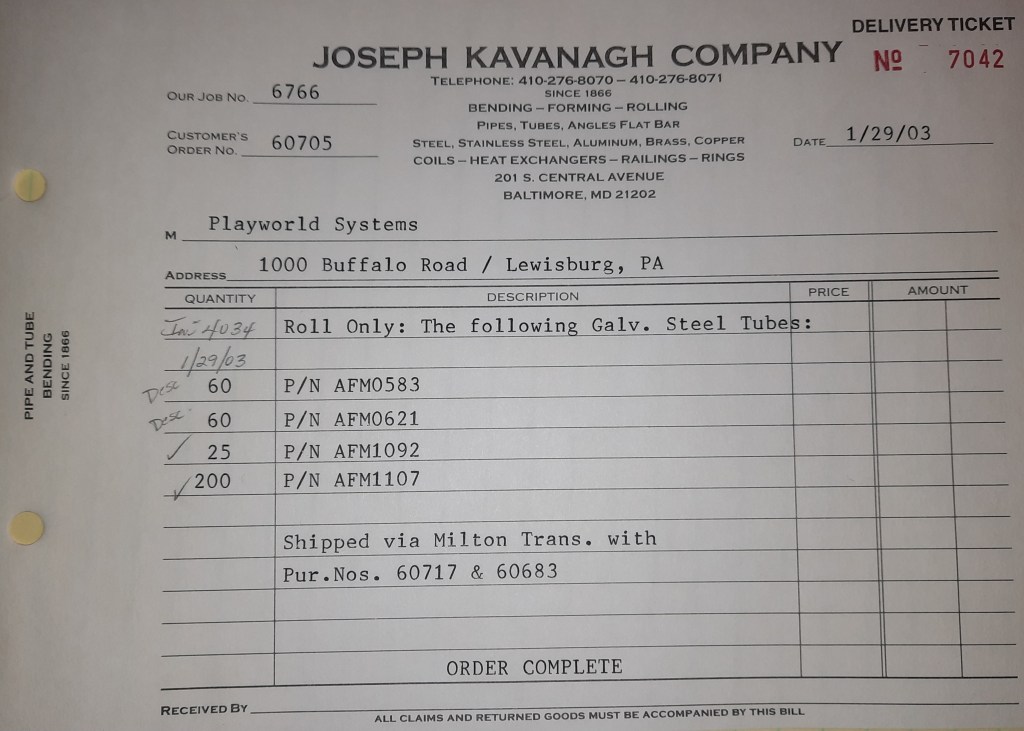 DELIVERY TICKET
JOSEPH KAVANAGH COMPANY
Nº 7042
TELEPHONE: 410-276-8070 – 410-276-8071
SINCE 1866
OUR JOB NO. 6766
BENDING – FORMING – ROLLING
PIPES, TUBES, ANGLES FLAT BAR
CUSTOMER'S ORDER NO. 60705
STEEL, STAINLESS STEEL, ALUMINUM, BRASS, COPPER
DATE 1/29/03
COILS – HEAT EXCHANGERS – RAILINGS – RINGS
201 S. CENTRAL AVENUE
BALTIMORE, MD 21202
M Playworld Systems
ADDRESS 1000 Buffalo Road / Lewisburg, PA
QUANTITY DESCRIPTION PRICE AMOUNT
4034 Roll Only: The following Galv. Steel Tubes:
1/29/03
Desc 60 P/N AFM0583
Desc 60 P/N AFM0621
✓ 25 P/N AFM1092
✓ 200 P/N AFM1107
Shipped via Milton Trans. with
Pur.Nos. 60717 & 60683
ORDER COMPLETE
RECEIVED BY
ALL CLAIMS AND RETURNED GOODS MUST BE ACCOMPANIED BY THIS BILL
PIPE AND TUBE
BENDING
SINCE 1866